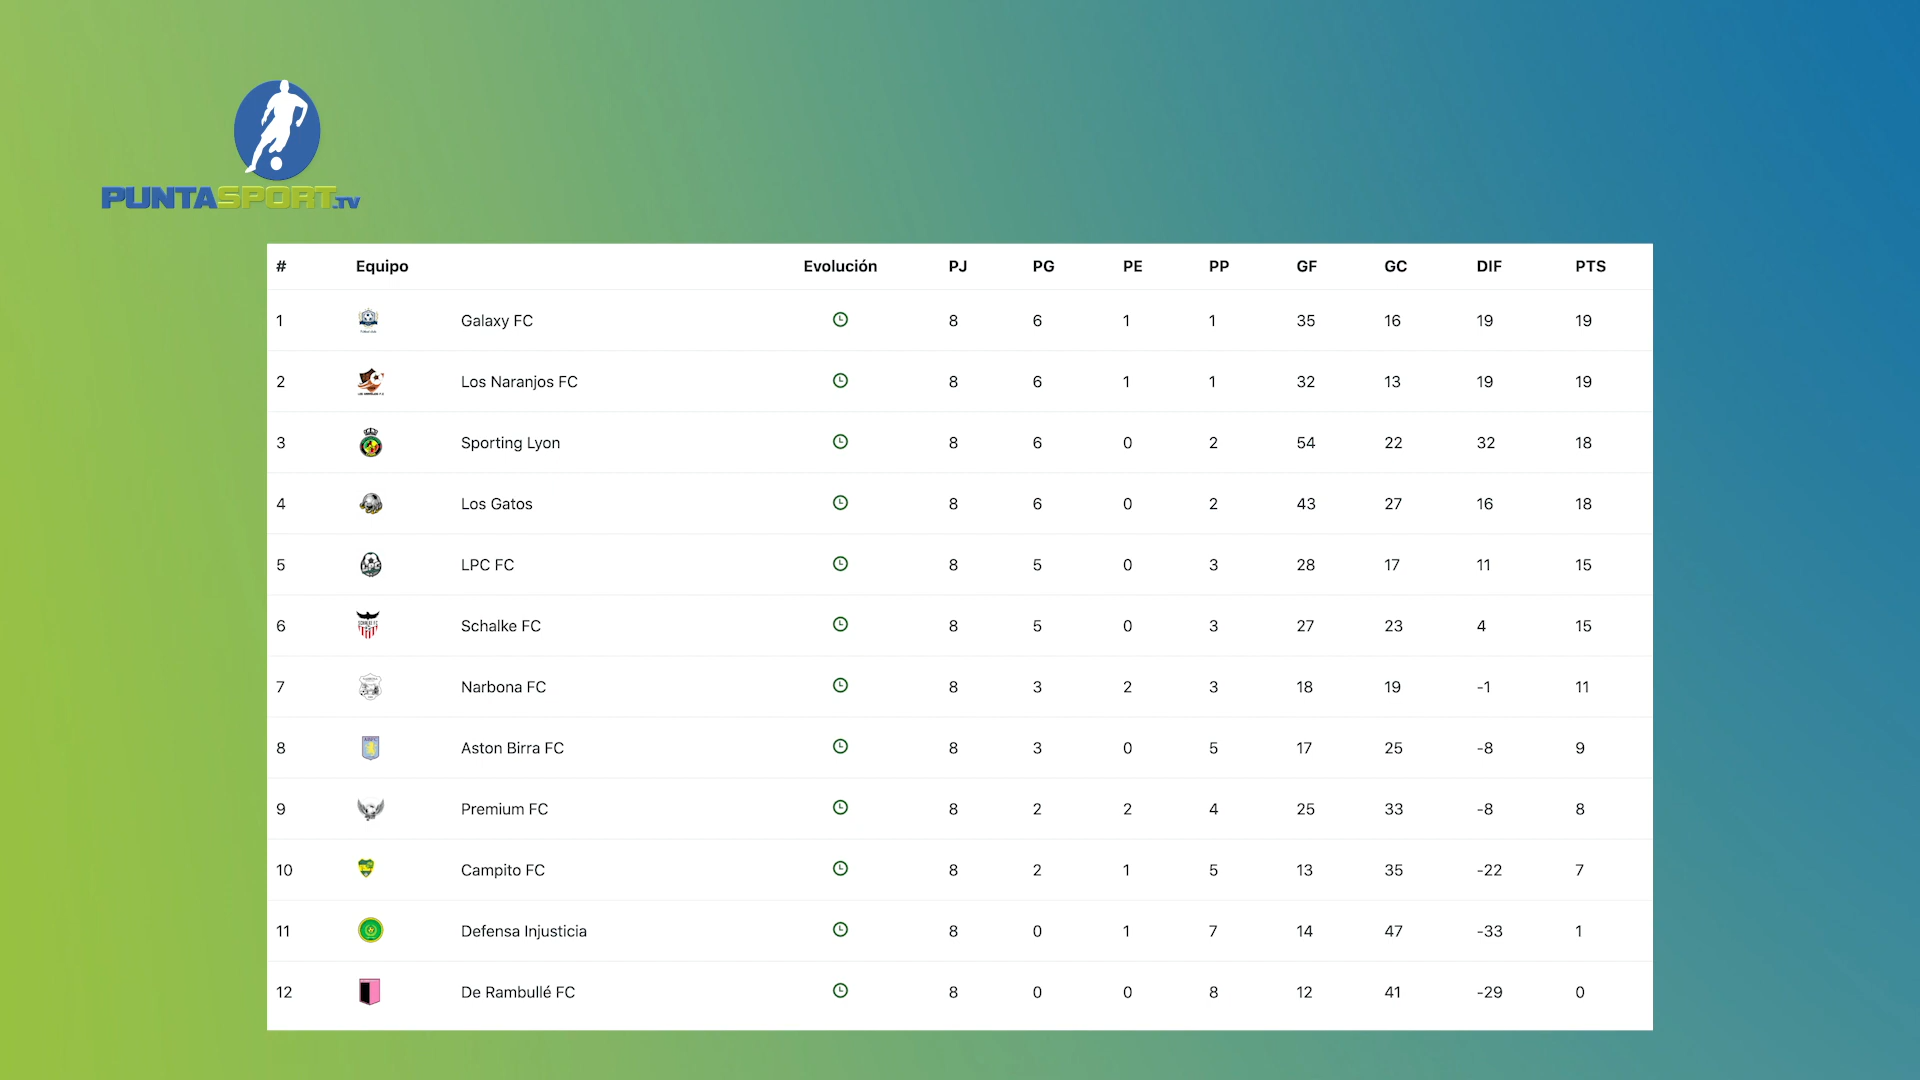 PUNTASPORT.TV
# Equipo Evolución PJ PG PE PP GF GC DIF PTS
1 Galaxy FC 8 6 1 1 35 16 19 19
2 Los Naranjos FC 8 6 1 1 32 13 19 19
3 Sporting Lyon 8 6 0 2 54 22 32 18
4 Los Gatos 8 6 0 2 43 27 16 18
5 LPC FC 8 5 0 3 28 17 11 15
6 Schalke FC 8 5 0 3 27 23 4 15
7 Narbona FC 8 3 2 3 18 19 -1 11
8 Aston Birra FC 8 3 0 5 17 25 -8 9
9 Premium FC 8 2 2 4 25 33 -8 8
10 Campito FC 8 2 1 5 13 35 -22 7
11 Defensa Injusticia 8 0 1 7 14 47 -33 1
12 De Rambullé FC 8 0 0 8 12 41 -29 0